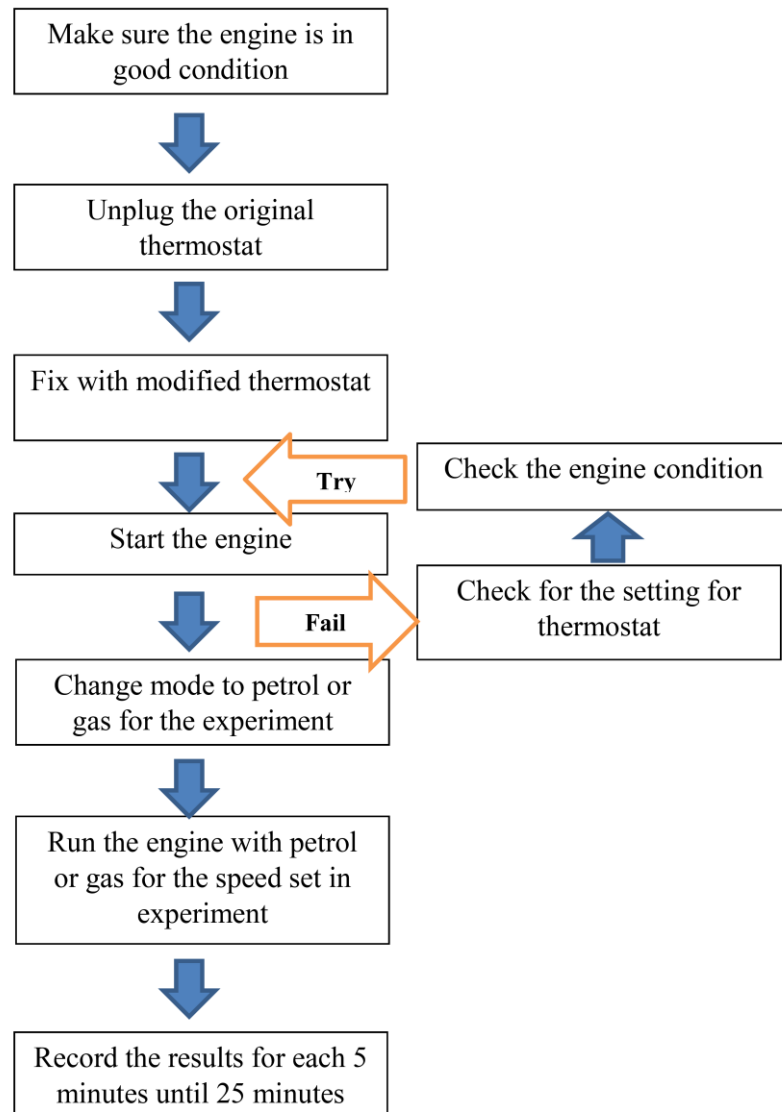 Make sure the engine is in
good condition
Unplug the original
thermostat
Fix with modified thermostat
Try
Check the engine condition
Start the engine
Fail
Check for the setting for
thermostat
Change mode to petrol or
gas for the experiment
Run the engine with petrol
or gas for the speed set in
experiment
Record the results for each 5
minutes until 25 minutes